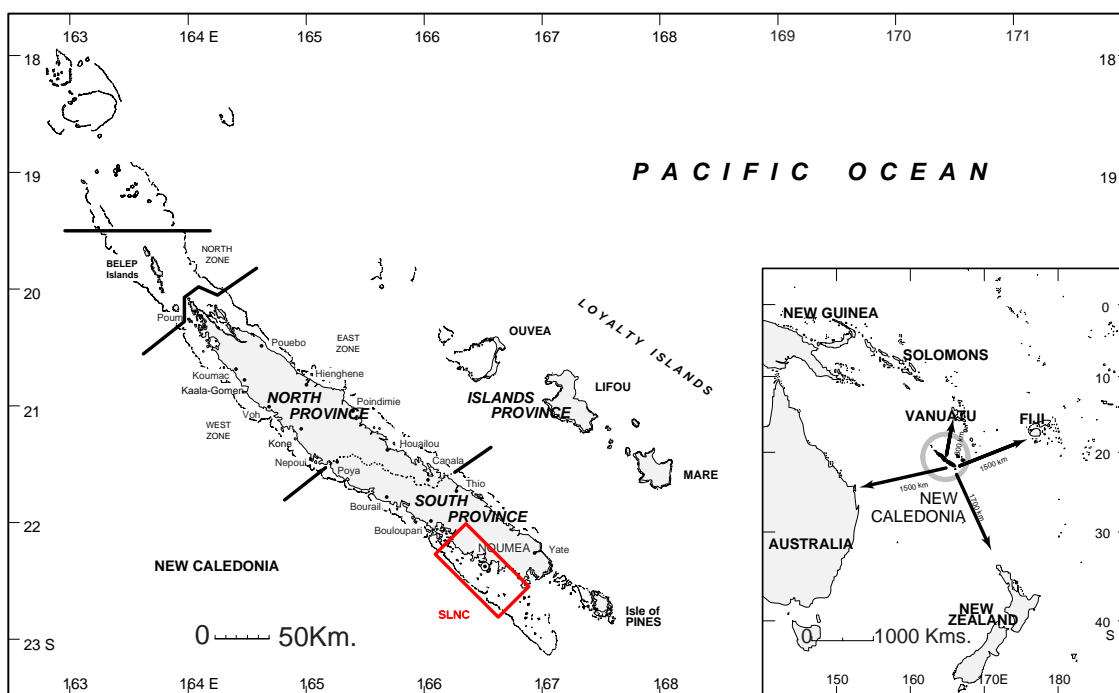 163
164 E
165
166
167
168
169
170
171
18
18
19
19
PACIFIC OCEAN
NORTH
ZONE
BELEP
Islands
20
Poum
Pouebo
EAST
ZONE
Hienghene
OUVEA
LOYALTY ISLANDS
LIFOU
Koumac
Kaala-Gomen
NORTH
PROVINCE
Poindimie
ISLANDS
PROVINCE
21
Voh
WEST
ZONE
Kone
Houailou
Canala
Nepoui
Poya
Thio
MARE
SOUTH
PROVINCE
Bourail
22
Bouloupari
NOUMEA
Yate
NEW CALEDONIA
SLNC
Isle of
PINES
0 50Km.
23 S
163
164 E
165
166
167
168
NEW GUINEA
0
SOLOMONS
10
VANUATU
FIJI
800 km
20
1500 km
1500 km
NEW
CALEDONIA
1700km
30
AUSTRALIA
NEW
ZEALAND
0 1000 Kms.
40
S
150
160
170E
180